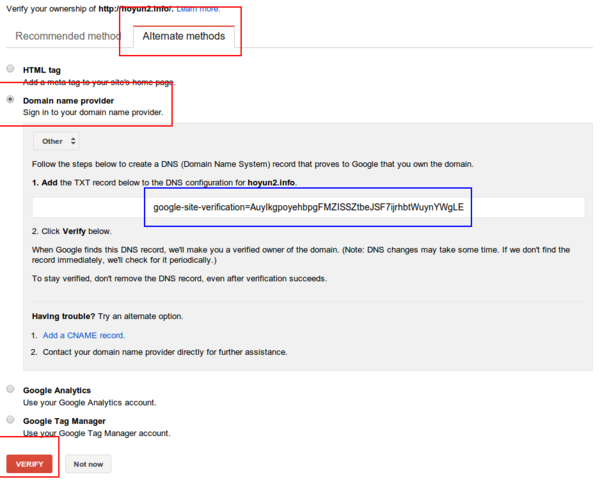 Verify your ownership of http://hoyun2.info/. Learn more.
Recommended method Alternate methods
HTML tag
Add a meta tag to your site's home page.
Domain name provider
Sign in to your domain name provider.
Other
Follow the steps below to create a DNS (Domain Name System) record that proves to Google that you own the domain.
1. Add the TXT record below to the DNS configuration for hoyun2.info.
google-site-verification=AuyIkgpoyehbpgFMZISSZtbeJSF7ijrhbtWuynYWgLE
2. Click Verify below.
When Google finds this DNS record, we'll make you a verified owner of the domain. (Note: DNS changes may take some time. If we don't find the
record immediately, we'll check for it periodically.)
To stay verified, don't remove the DNS record, even after verification succeeds.
Having trouble? Try an alternate option.
1. Add a CNAME record.
2. Contact your domain name provider directly for further assistance.
Google Analytics
Use your Google Analytics account.
Google Tag Manager
Use your Google Tag Manager account.
VERIFY Not now